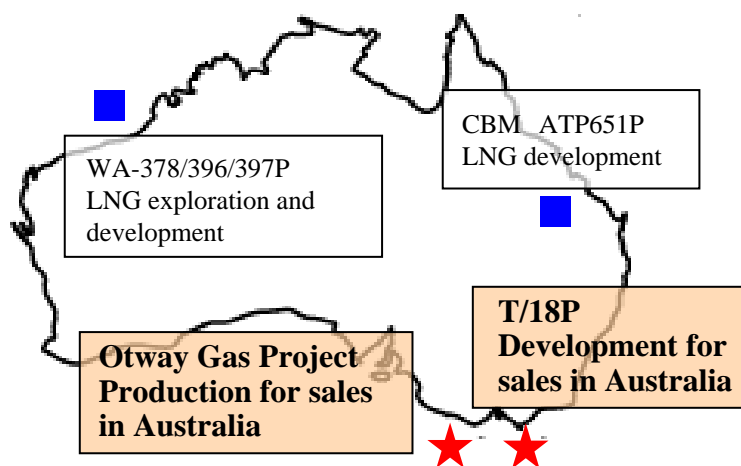 CBM ATP651P
LNG development
WA-378/396/397P
LNG exploration and
development
T/18P
Development for
sales in Australia
Otway Gas Project
Production for sales
in Australia